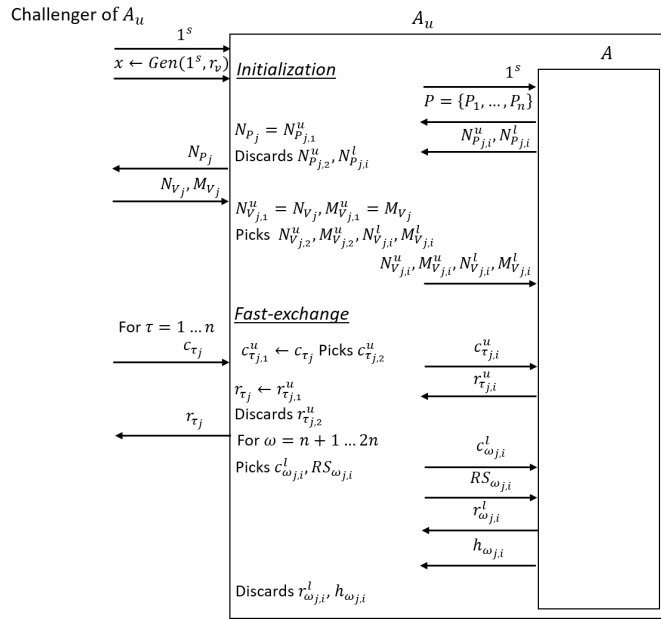 Challenger of A_u
A_u
1^s
x ← Gen(1^s, r_v)
Initialization
A
1^s
P = {P_1, … , P_n}
N_{P_j} = N^u_{P_{j,1}}
N^u_{P_{j,i}}, N^l_{P_{j,i}}
Discards N^u_{P_{j,2}}, N^l_{P_{j,i}}
N_{P_j}
N_{V_j}, M_{V_j}
N^u_{V_{j,1}} = N_{V_j}, M^u_{V_{j,1}} = M_{V_j}
Picks N^u_{V_{j,2}}, M^u_{V_{j,2}}, N^l_{V_{j,i}}, M^l_{V_{j,i}}
N^u_{V_{j,i}}, M^u_{V_{j,i}}, N^l_{V_{j,i}}, M^l_{V_{j,i}}
Fast-exchange
For τ = 1 … n
c_{τ_j}
c^u_{τ_{j,1}} ← c_{τ_j} Picks c^u_{τ_{j,2}}
c^u_{τ_{j,i}}
r^u_{τ_{j,i}}
r_{τ_j} ← r^u_{τ_{j,1}}
Discards r^u_{τ_{j,2}}
r_{τ_j}
For ω = n + 1 … 2n
Picks c^l_{ω_{j,i}}, RS_{ω_{j,i}}
c^l_{ω_{j,i}}
RS_{ω_{j,i}}
r^l_{ω_{j,i}}
h_{ω_{j,i}}
Discards r^l_{ω_{j,i}}, h_{ω_{j,i}}